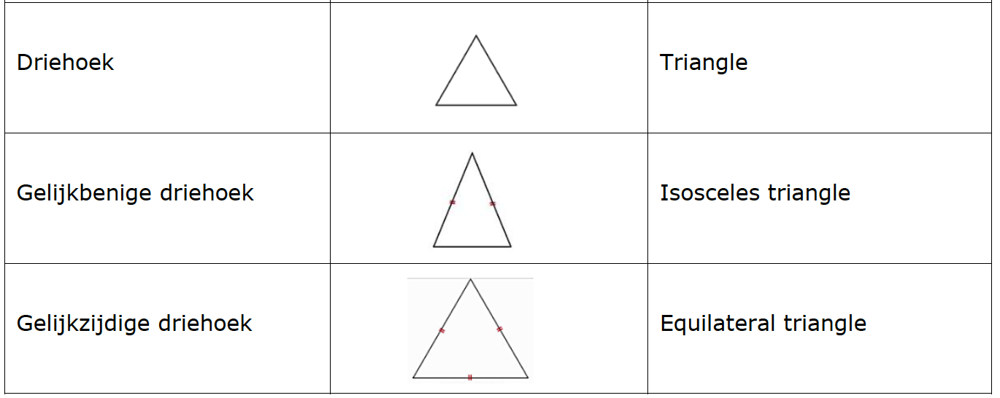 Driehoek
Triangle
Gelijkbenige driehoek
Isosceles triangle
Gelijkzijdige driehoek
Equilateral triangle